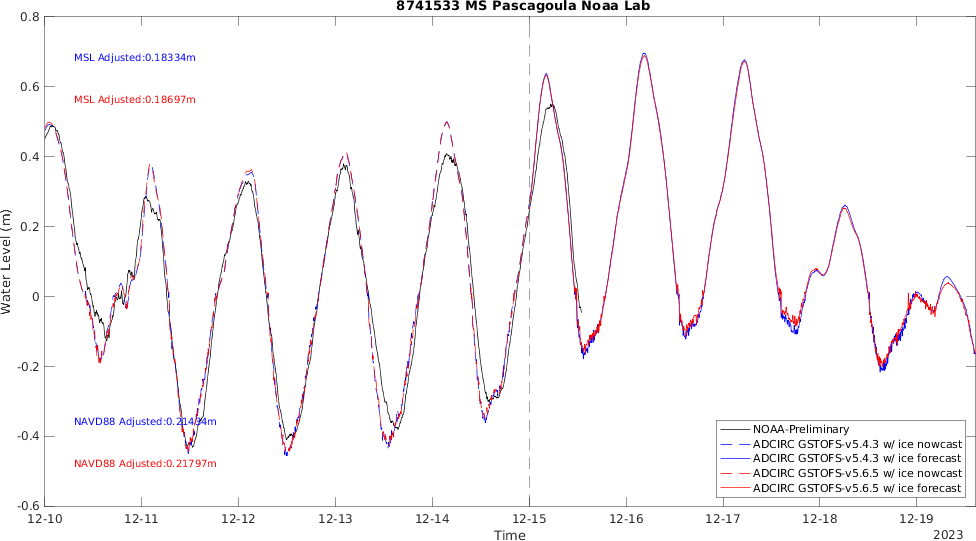 8741533 MS Pascagoula Noaa Lab
0.8
0.6
0.4
0.2
0
-0.2
-0.4
-0.6
Water Level (m)
MSL Adjusted:0.18334m
MSL Adjusted:0.18697m
NAVD88 Adjusted:0.21434m
NAVD88 Adjusted:0.21797m
NOAA-Preliminary
ADCIRC GSTOFS-v5.4.3 w/ ice nowcast
ADCIRC GSTOFS-v5.4.3 w/ ice forecast
ADCIRC GSTOFS-v5.6.5 w/ ice nowcast
ADCIRC GSTOFS-v5.6.5 w/ ice forecast
12-10 12-11 12-12 12-13 12-14 12-15 12-16 12-17 12-18 12-19
Time
2023